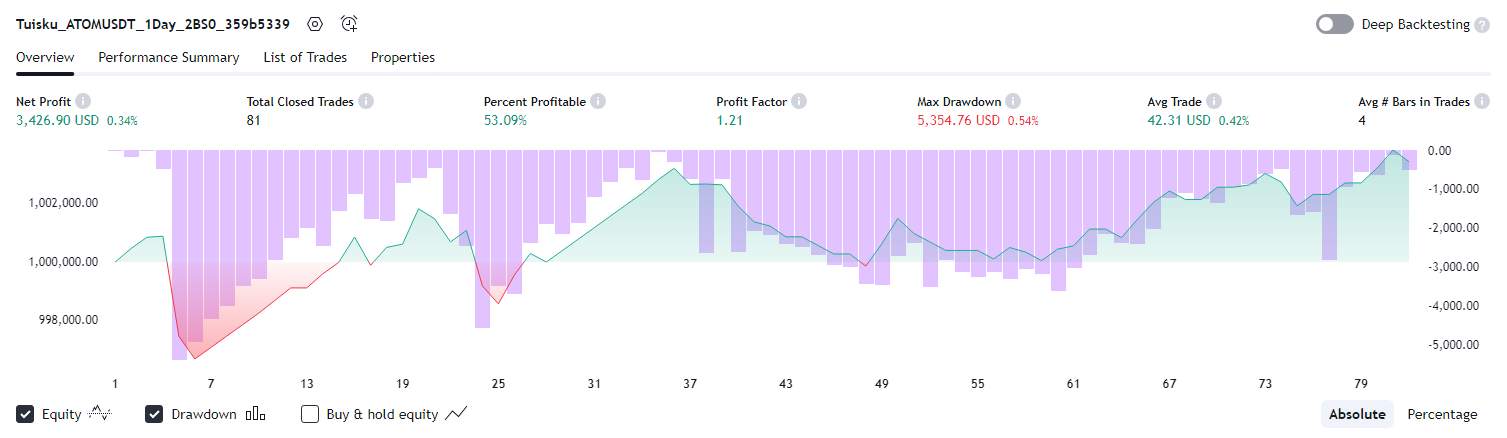 Tuisku_ATOMUSDT_1Day_2BS0_359b5339
Deep Backtesting ?
Overview Performance Summary List of Trades Properties
Net Profit i Total Closed Trades i Percent Profitable i Profit Factor i Max Drawdown i Avg Trade i Avg # Bars in Trades i
3,426.90 USD 0.34% 81 53.09% 1.21 5,354.76 USD 0.54% 42.31 USD 0.42% 4
0.00
-1,000.00
1,002,000.00
-2,000.00
1,000,000.00
-3,000.00
-4,000.00
998,000.00
-5,000.00
1 7 13 19 25 31 37 43 49 55 61 67 73 79
Equity Drawdown Buy & hold equity Absolute Percentage